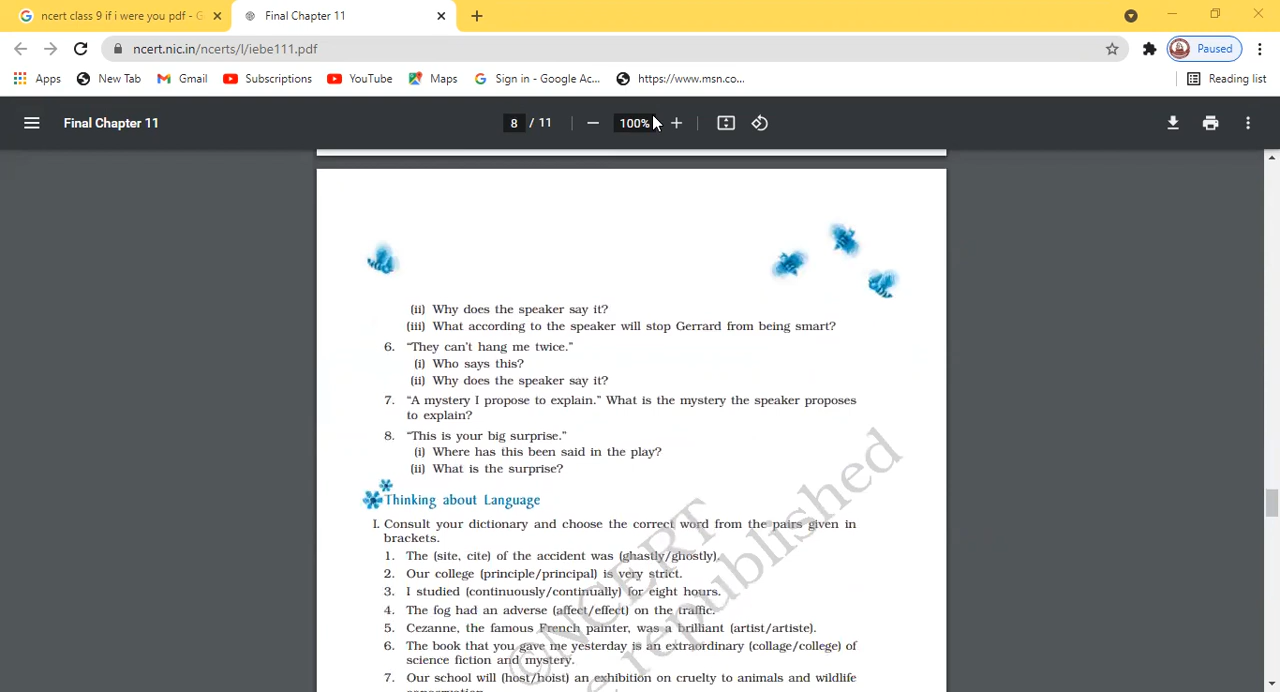 ncert class 9 if i were you pdf - G
Final Chapter 11
ncert.nic.in/ncerts/l/iebe111.pdf
Paused
Apps
New Tab
Gmail
Subscriptions
YouTube
Maps
Sign in - Google Ac...
https://www.msn.co...
Reading list
Final Chapter 11
8 / 11
100%
(ii) Why does the speaker say it?
(iii) What according to the speaker will stop Gerrard from being smart?
6. “They can’t hang me twice.”
(i) Who says this?
(ii) Why does the speaker say it?
7. “A mystery I propose to explain.” What is the mystery the speaker proposes
to explain?
8. “This is your big surprise.”
(i) Where has this been said in the play?
(ii) What is the surprise?
Thinking about Language
I. Consult your dictionary and choose the correct word from the pairs given in
brackets.
1. The (site, cite) of the accident was (ghastly/ghostly).
2. Our college (principle/principal) is very strict.
3. I studied (continuously/continually) for eight hours.
4. The fog had an adverse (affect/effect) on the traffic.
5. Cezanne, the famous French painter, was a brilliant (artist/artiste).
6. The book that you gave me yesterday is an extraordinary (collage/college) of
science fiction and mystery.
7. Our school will (host/hoist) an exhibition on cruelty to animals and wildlife
©NCERT
republished